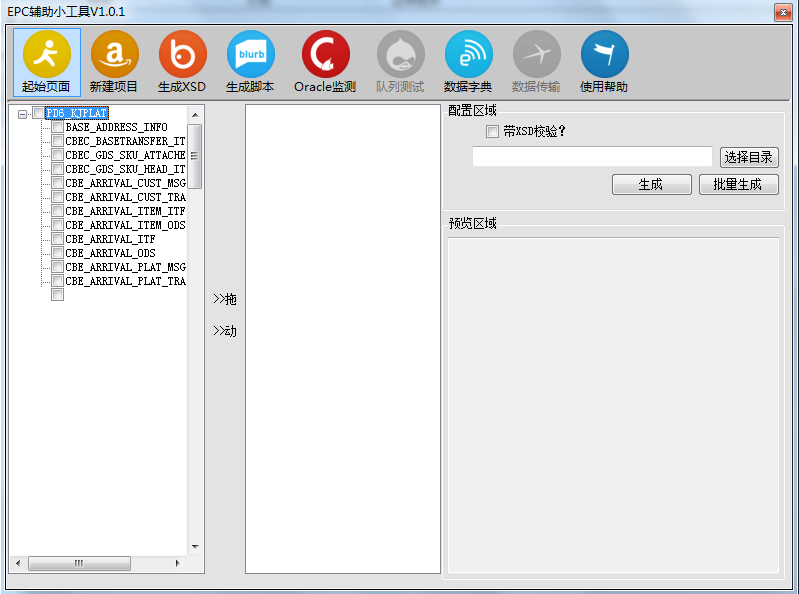 EPC辅助小工具V1.0.1
a
b
blurb
起始页面
新建项目
生成XSD
生成脚本
Oracle监测
队列测试
数据字典
数据传输
使用帮助
BASE_ADDRESS_INFO
CBEC_BASETRANSFER_IT
CBEC_GDS_SKU_ATTACHE
CBEC_GDS_SKU_HEAD_IT
CBE_ARRIVAL_CUST_MSG
CBE_ARRIVAL_CUST_TRA
CBE_ARRIVAL_ITEM_ITF
CBE_ARRIVAL_ITEM_ODS
CBE_ARRIVAL_ITF
CBE_ARRIVAL_ODS
CBE_ARRIVAL_PLAT_MSG
CBE_ARRIVAL_PLAT_TRA
>>拖
>>动
配置区域
带XSD校验?
选择目录
生成
批量生成
预览区域